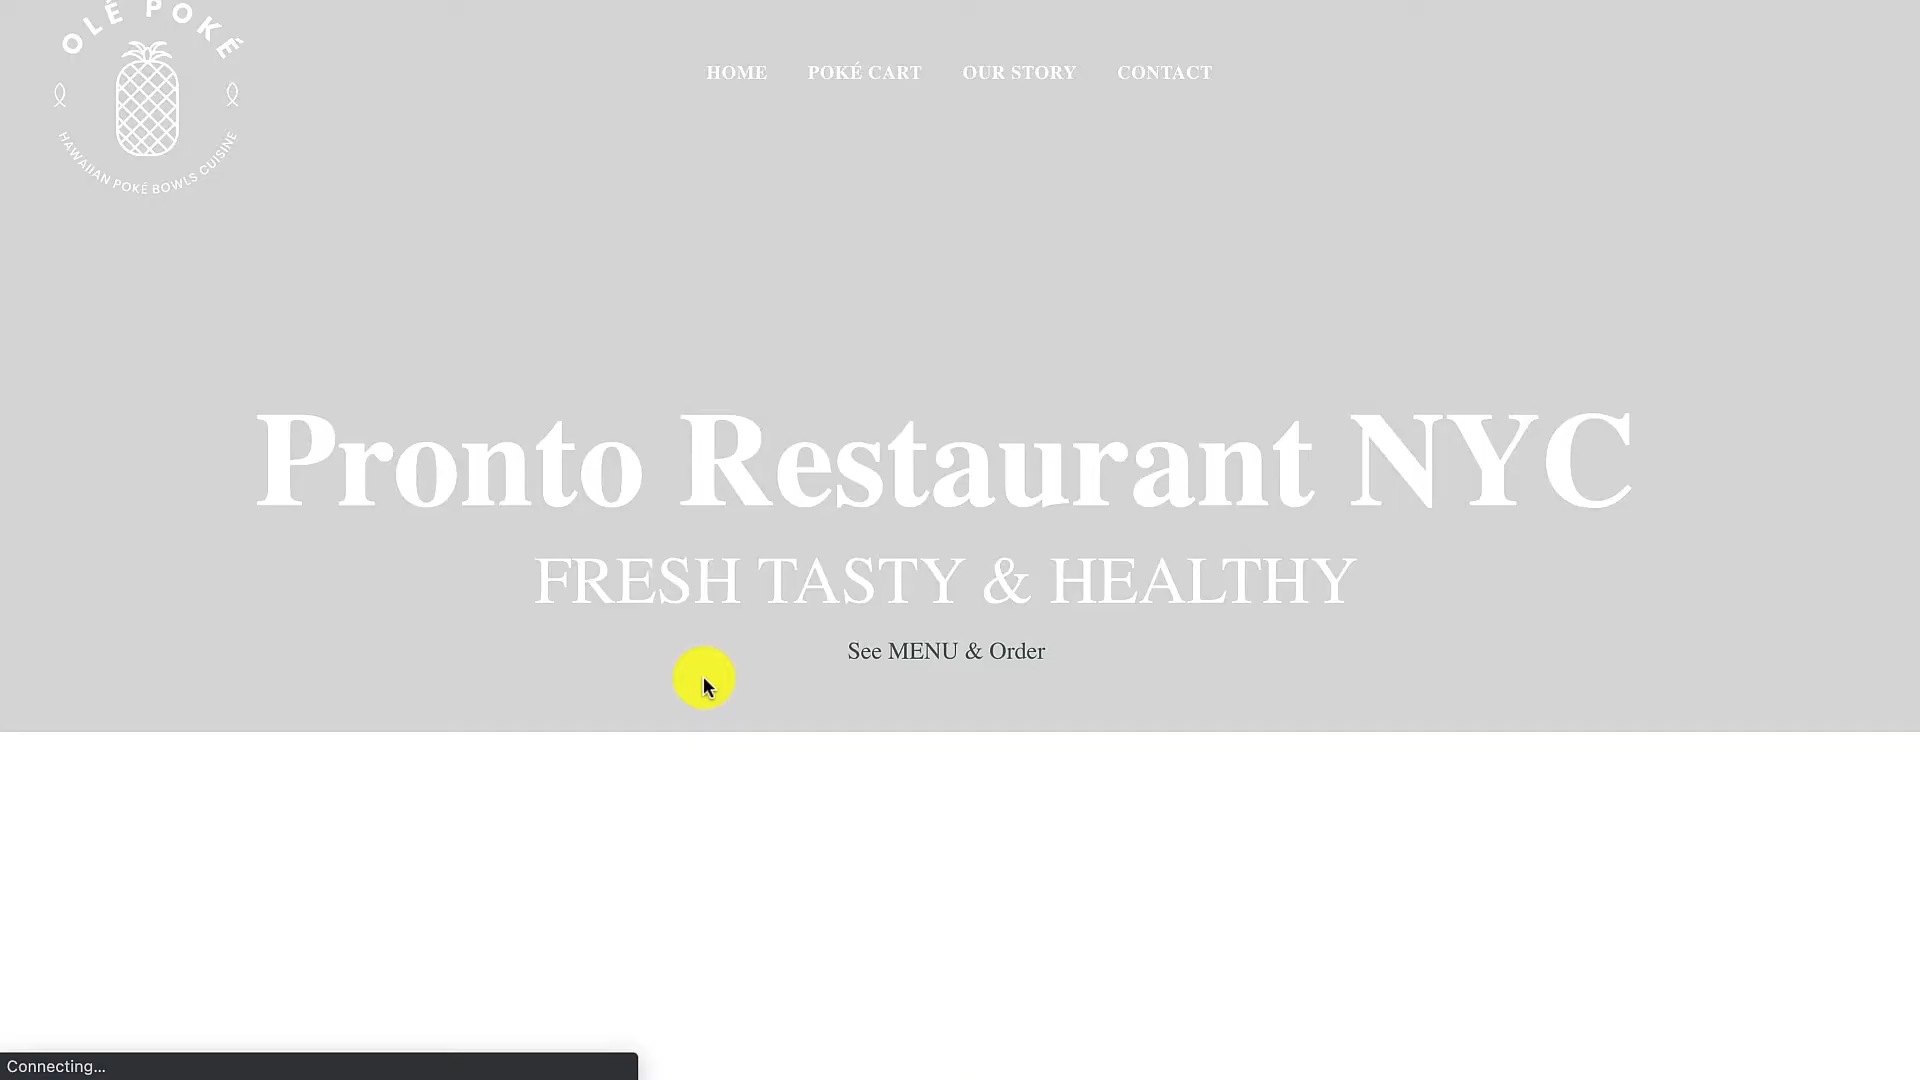 OLÉ POKÉ
HAWAIIAN POKÉ BOWLS CUISINE
HOME POKÉ CART OUR STORY CONTACT
Pronto Restaurant NYC
FRESH TASTY & HEALTHY
See MENU & Order
Connecting...